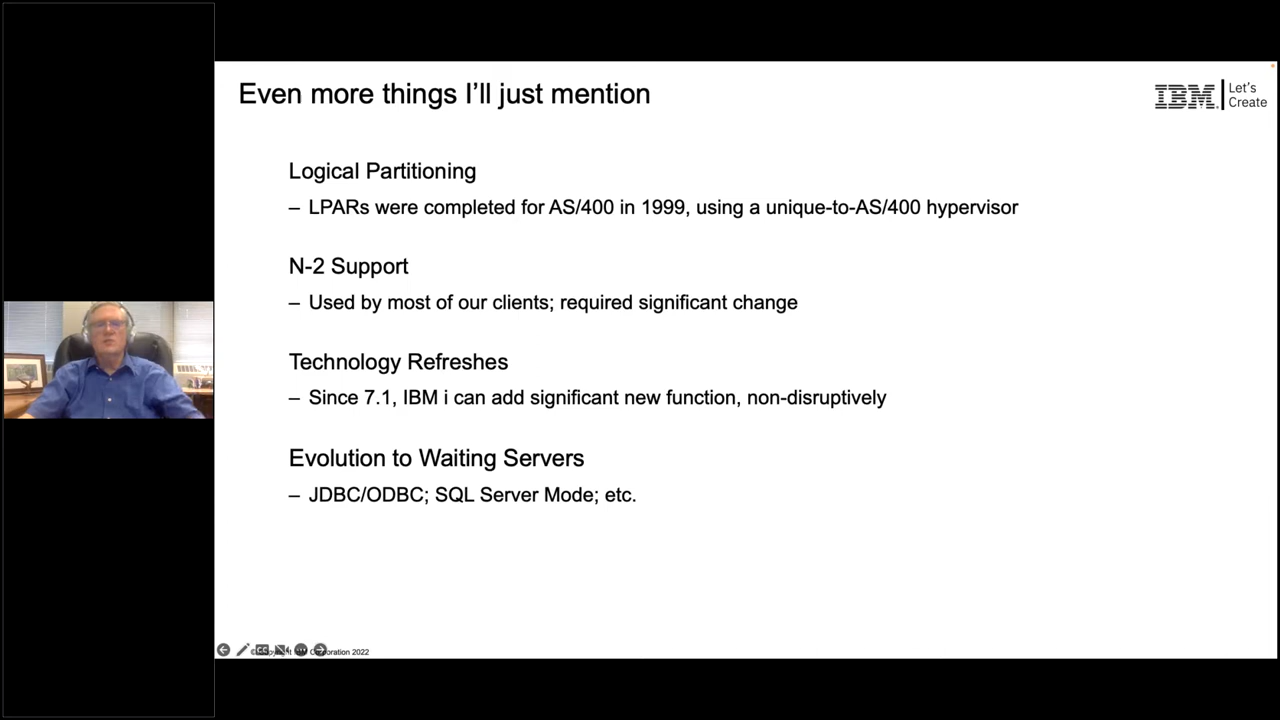 Even more things I'll just mention
IBM
Let's
Create
Logical Partitioning
– LPARs were completed for AS/400 in 1999, using a unique-to-AS/400 hypervisor
N-2 Support
– Used by most of our clients; required significant change
Technology Refreshes
– Since 7.1, IBM i can add significant new function, non-disruptively
Evolution to Waiting Servers
– JDBC/ODBC; SQL Server Mode; etc.
CC
© Copyright IBM Corporation 2022